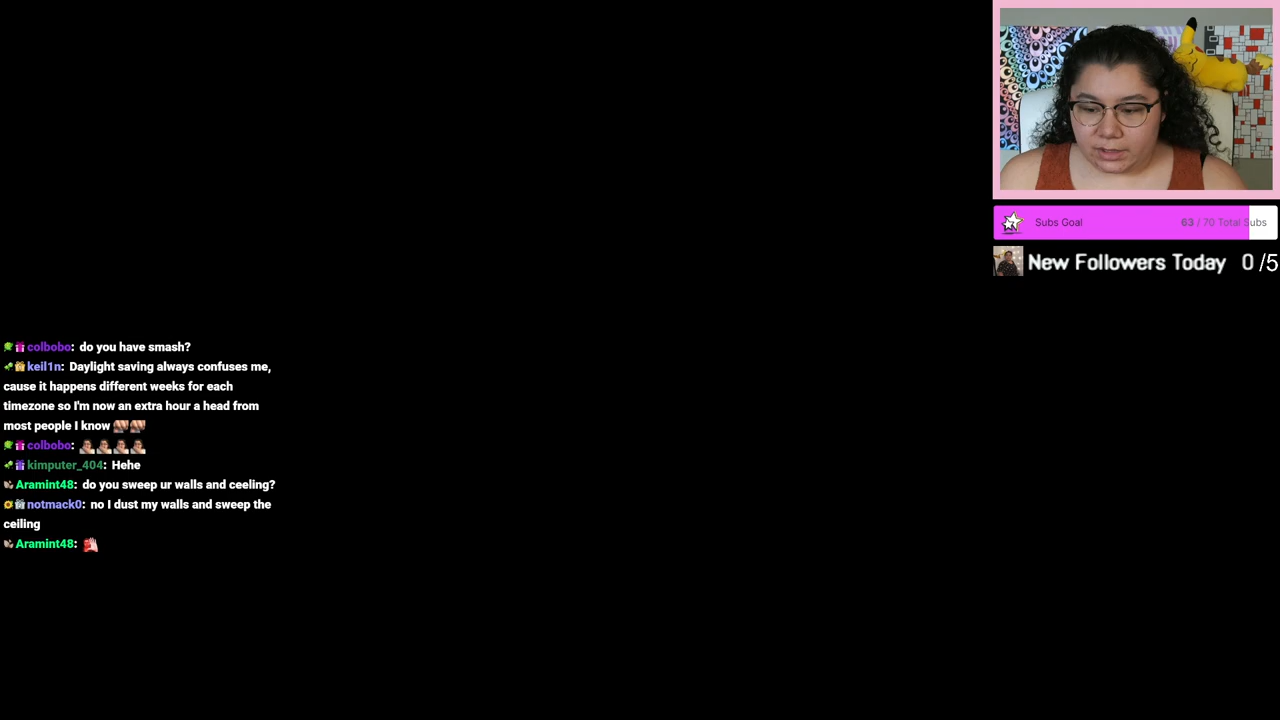 Subs Goal
63 / 70 Total Subs
New Followers Today 0 /5
colbobo: do you have smash?
keil1n: Daylight saving always confuses me,
cause it happens different weeks for each
timezone so I'm now an extra hour a head from
most people I know
colbobo:
kimputer_404: Hehe
Aramint48: do you sweep ur walls and ceeling?
notmack0: no I dust my walls and sweep the
ceiling
Aramint48: